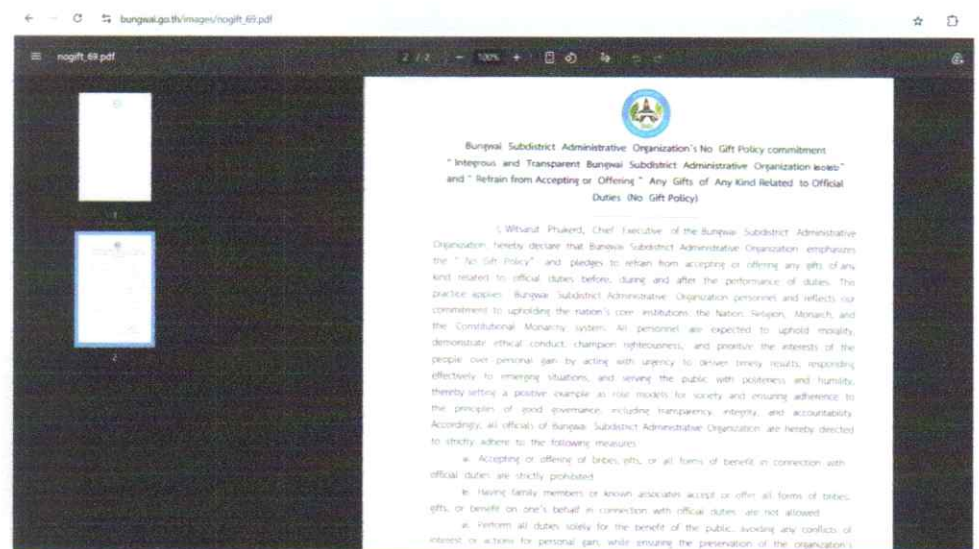 bungwai.go.th/images/nogift_69.pdf
nogift_69.pdf
2 / 2
100%
1
2
Bungwai Subdistrict Administrative Organization's No Gift Policy commitment
" Integrous and Transparent Bungwai Subdistrict Administrative Organization ๒๐๒๖"
and " Refrain from Accepting or Offering " Any Gifts of Any Kind Related to Official
Duties (No Gift Policy)
I, Phukerd, Chief Executive of the Bungwai Subdistrict Administrative
Organization hereby declare that Bungwai Subdistrict Administrative Organization emphasizes
the " No Gift Policy" and pledges to refrain from accepting or offering any gifts of any
kind related to official duties before, during and after the performance of duties. This
practice applies Bungwai Subdistrict Administrative Organization personnel and reflects our
commitment to upholding the nation's core institutions: the Nation, Religion, Monarch, and
the Constitutional Monarchy system. All personnel are expected to uphold morality,
demonstrate ethical conduct, champion righteousness, and prioritize the interests of the
people over personal gain by acting with urgency to deliver timely results, responding
effectively to emerging situations, and serving the public with politeness and humility,
thereby setting a positive example as role models for society and ensuring adherence to
the principles of good governance, including transparency, integrity, and accountability.
Accordingly, all officials of Bungwai Subdistrict Administrative Organization are hereby directed
to strictly adhere to the following measures
๑. Accepting or offering of bribes, gifts, or all forms of benefit in connection with
official duties are strictly prohibited
๒. Having family members or known associates accept or offer all forms of bribes,
gifts, or benefit on one's behalf in connection with official duties are not allowed
๓. Perform all duties solely for the benefit of the public, avoiding any conflicts of
interest or actions for personal gain, while ensuring the preservation of the organization's